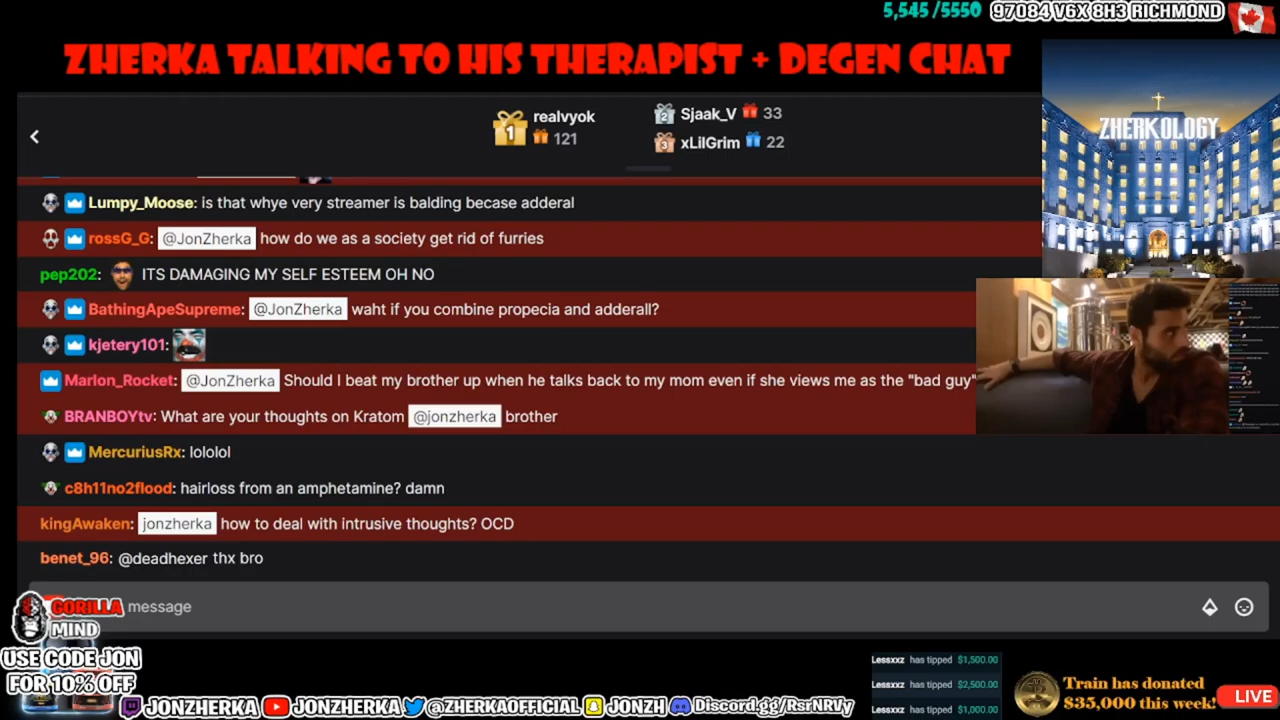 5,545 /5550 97084 V6X 8H3 RICHMOND
ZHERKA TALKING TO HIS THERAPIST + DEGEN CHAT
ZHERKOLOGY
1 realvyok 121
2 Sjaak_V 33
3 xLilGrim 22
Lumpy_Moose: is that whye very streamer is balding becase adderal
rossG_G: @JonZherka how do we as a society get rid of furries
pep202: ITS DAMAGING MY SELF ESTEEM OH NO
BathingApeSupreme: @JonZherka waht if you combine propecia and adderall?
kjetery101:
Marlon_Rocket: @JonZherka Should I beat my brother up when he talks back to my mom even if she views me as the "bad guy"
BRANBOYtv: What are your thoughts on Kratom @jonzherka brother
MercuriusRx: lololol
c8h11no2flood: hairloss from an amphetamine? damn
kingAwaken: jonzherka how to deal with intrusive thoughts? OCD
benet_96: @deadhexer thx bro
message
GORILLA
MIND
USE CODE JON
FOR 10% OFF
JONZHERKA JONZHERKA @ZHERKAOFFICIAL JONZH Discord.gg/RsrNRVy
Lessxxz has tipped $1,500.00
Lessxxz has tipped $2,500.00
Lessxxz has tipped $1,000.00
Train has donated
$35,000 this week!
LIVE